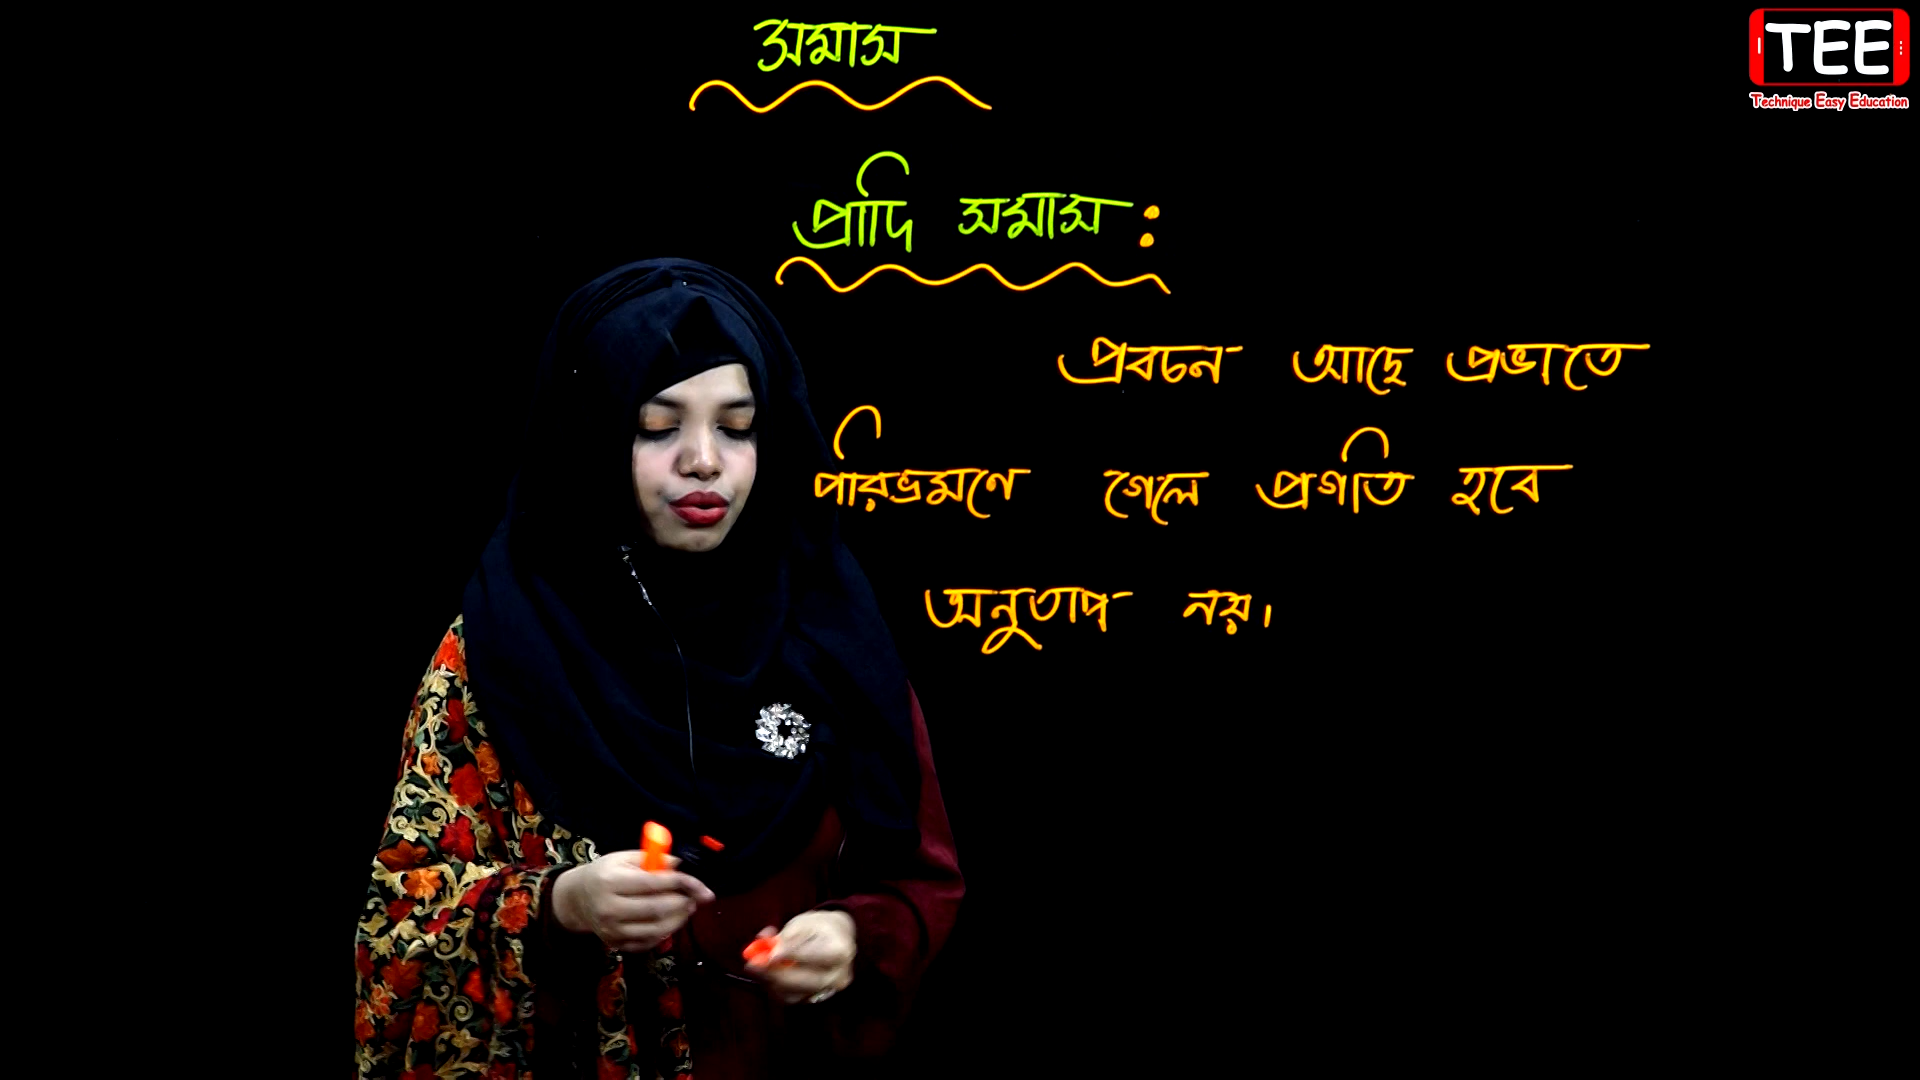 সমাস
TEE
Technique Easy Education
প্রাদি সমাস :
প্রবচন আছে প্রভাতে
পরিভ্রমণে গেলে প্রগতি হবে
অনুতাপ নয়।